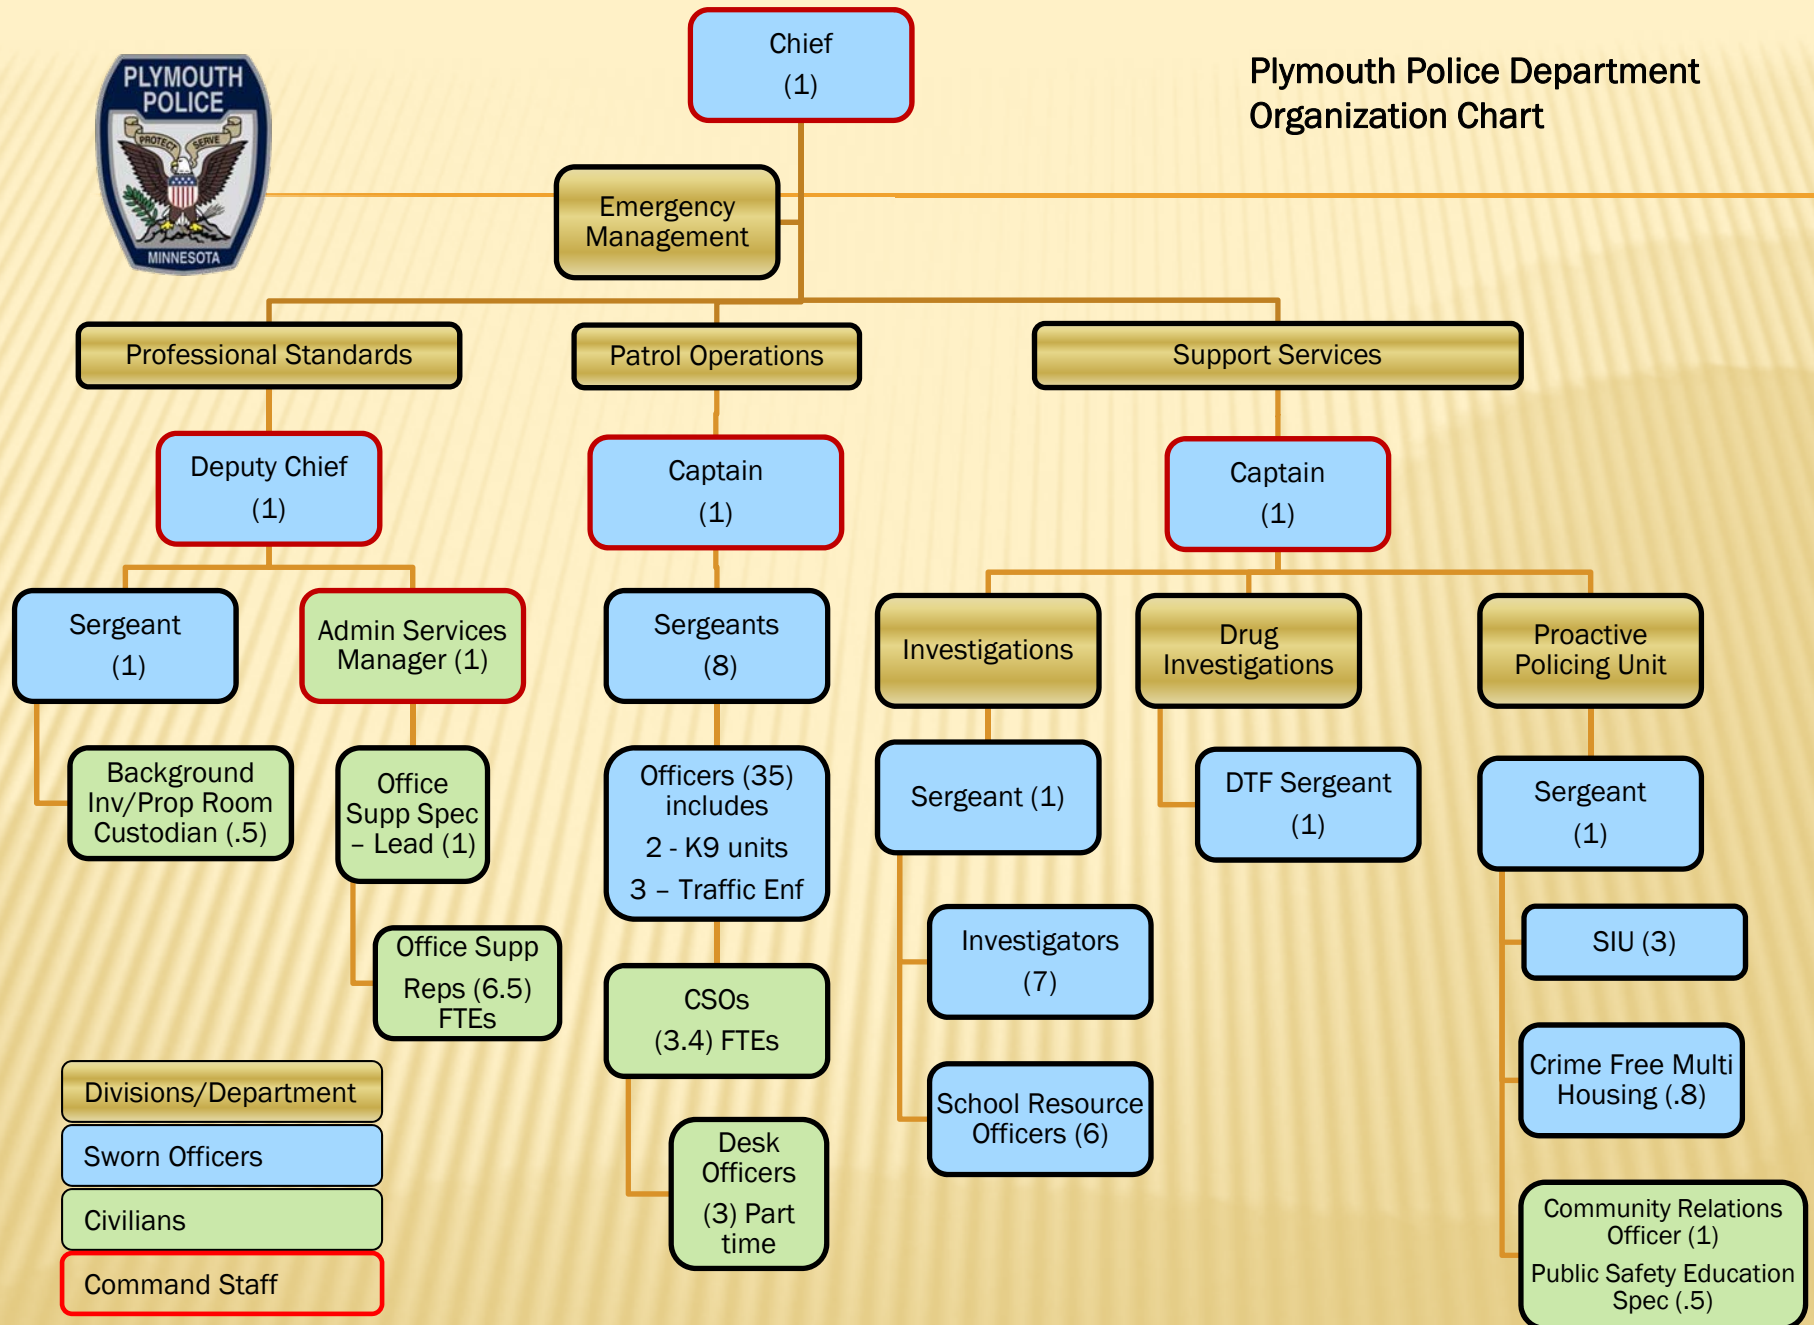 PLYMOUTH
POLICE
PROTECT
SERVE
MINNESOTA
Chief
(1)
Plymouth Police Department
Organization Chart
Emergency
Management
Professional Standards
Patrol Operations
Support Services
Deputy Chief
(1)
Captain
(1)
Captain
(1)
Sergeant
(1)
Admin Services
Manager (1)
Sergeants
(8)
Investigations
Drug
Investigations
Proactive
Policing Unit
Background
Inv/Prop Room
Custodian (.5)
Office
Supp Spec
– Lead (1)
Officers (35)
includes
2 - K9 units
3 – Traffic Enf
Sergeant (1)
DTF Sergeant
(1)
Sergeant
(1)
Office Supp
Reps (6.5)
FTEs
CSOs
(3.4) FTEs
Investigators
(7)
SIU (3)
Crime Free Multi
Housing (.8)
School Resource
Officers (6)
Desk
Officers
(3) Part
time
Community Relations
Officer (1)
Public Safety Education
Spec (.5)
Divisions/Department
Sworn Officers
Civilians
Command Staff